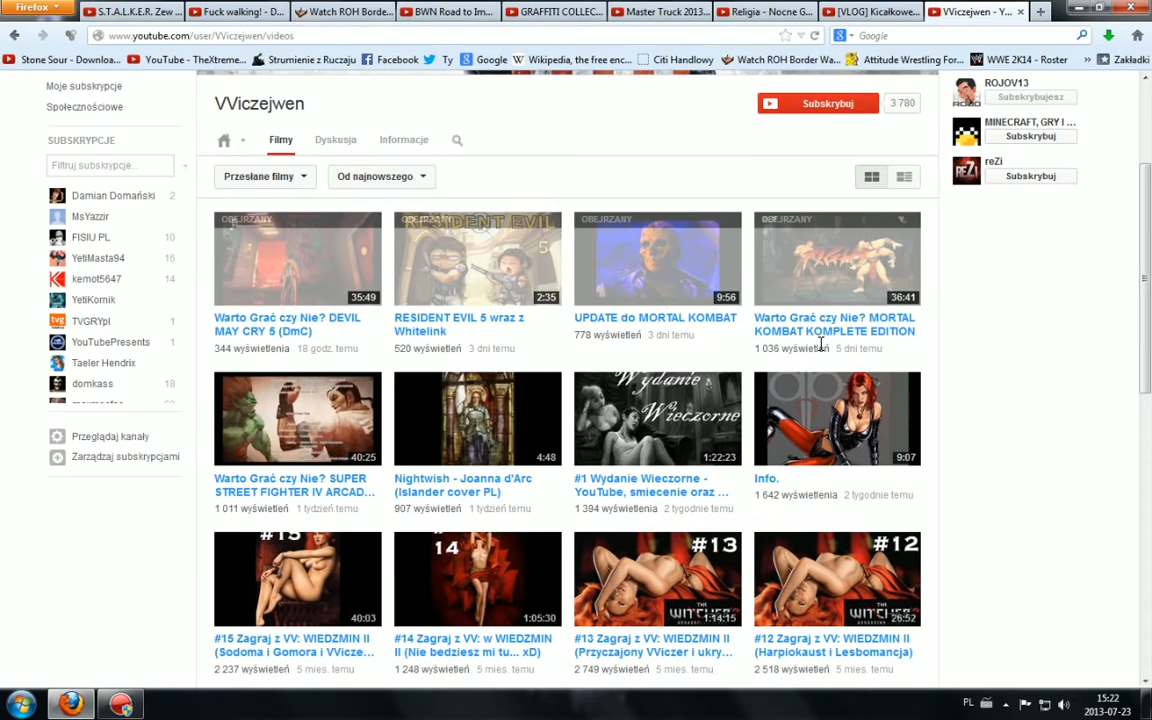 Firefox
S.T.A.L.K.E.R. Zew ...
Fuck walking! - D...
Watch ROH Borde...
BWN Road to Im...
GRAFFITI COLLEC...
Master Truck 2013...
Religia - Nocne G...
[VLOG] Kicałkowe...
VViczejwen - Y...
www.youtube.com/user/VViczejwen/videos
Google
Stone Sour - Downloa...
YouTube - TheXtreme...
Strumienie z Ruczaju
Facebook
Ty
Google
Wikipedia, the free enc...
Citi Handlowy
Watch ROH Border Wa...
Attitude Wrestling For...
WWE 2K14 - Roster
»
Zakładki
Moje subskrypcje
Społecznościowe
SUBSKRYPCJE
Filtruj subskrypcje...
Damian Domański 2
MsYazzir
FISIU PL 10
YetiMasta94 16
kemot5647 14
YetiKornik
TVGRYpl 1
YouTubePresents 1
Taeler Hendrix
domkass 18
Przeglądaj kanały
Zarządzaj subskrypcjami
VViczejwen
Subskrybuj
3 780
Filmy
Dyskusja
Informacje
Przesłane filmy
Od najnowszego
OBEJRZANY
35:49
Warto Grać czy Nie? DEVIL
MAY CRY 5 (DmC)
344 wyświetlenia 18 godz. temu
OBEJRZANY
RESIDENT EVIL
5
2:35
RESIDENT EVIL 5 wraz z
Whitelink
520 wyświetleń 3 dni temu
OBEJRZANY
9:56
UPDATE do MORTAL KOMBAT
778 wyświetleń 3 dni temu
OBEJRZANY
36:41
Warto Grać czy Nie? MORTAL
KOMBAT KOMPLETE EDITION
1 036 wyświetleń 5 dni temu
40:25
Warto Grać czy Nie? SUPER
STREET FIGHTER IV ARCAD...
1 011 wyświetleń 1 tydzień temu
4:48
Nightwish - Joanna d'Arc
(Islander cover PL)
907 wyświetleń 1 tydzień temu
Wydanie
Wieczorne
1:22:23
#1 Wydanie Wieczorne -
YouTube, smiecenie oraz ...
1 394 wyświetlenia 2 tygodnie temu
9:07
Info.
1 642 wyświetlenia 2 tygodnie temu
#15
40:03
#15 Zagraj z VV: WIEDZMIN II
(Sodoma i Gomora i VVicze...
2 237 wyświetleń 5 mies. temu
14
1:05:30
#14 Zagraj z VV: w WIEDZMIN
II (Nie bedziesz mi tu... xD)
1 248 wyświetleń 5 mies. temu
#13
THE
WITCHER
1:14:15
#13 Zagraj z VV: WIEDZMIN II
(Przyczajony VViczer i ukry...
2 749 wyświetleń 5 mies. temu
#12
THE
WITCHER
26:52
#12 Zagraj z VV: WIEDZMIN II
(Harpiokaust i Lesbomancja)
2 518 wyświetleń 5 mies. temu
ROJOV13
Subskrybujesz
MINECRAFT, GRY I ...
Subskrybuj
reZi
Subskrybuj
PL
15:22
2013-07-23